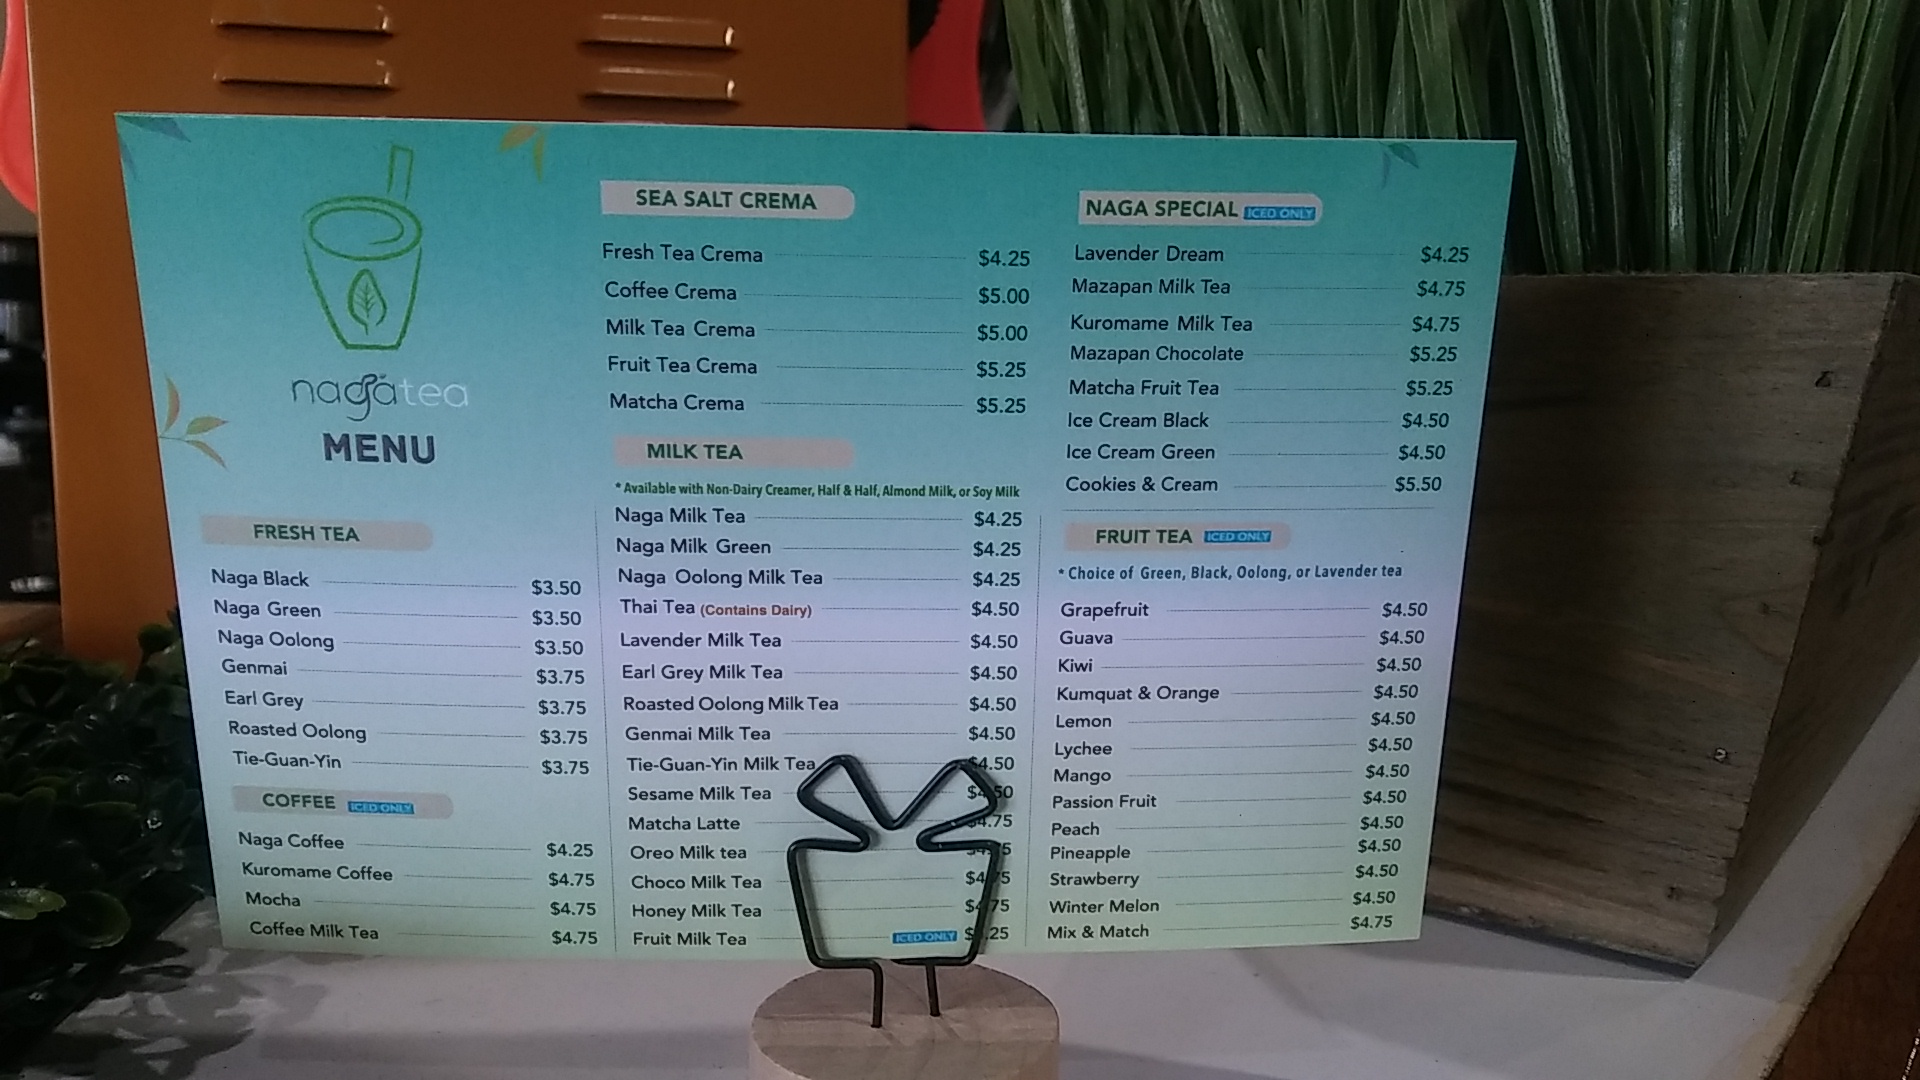 nagatea
MENU
FRESH TEA
Naga Black $3.50
Naga Green $3.50
Naga Oolong $3.50
Genmai $3.75
Earl Grey $3.75
Roasted Oolong $3.75
Tie-Guan-Yin $3.75
COFFEE ICED ONLY
Naga Coffee $4.25
Kuromame Coffee $4.75
Mocha $4.75
Coffee Milk Tea $4.75
SEA SALT CREMA
Fresh Tea Crema $4.25
Coffee Crema $5.00
Milk Tea Crema $5.00
Fruit Tea Crema $5.25
Matcha Crema $5.25
MILK TEA
* Available with Non-Dairy Creamer, Half & Half, Almond Milk, or Soy Milk
Naga Milk Tea $4.25
Naga Milk Green $4.25
Naga Oolong Milk Tea $4.25
Thai Tea (Contains Dairy) $4.50
Lavender Milk Tea $4.50
Earl Grey Milk Tea $4.50
Roasted Oolong Milk Tea $4.50
Genmai Milk Tea $4.50
Tie-Guan-Yin Milk Tea $4.50
Sesame Milk Tea $4.50
Matcha Latte $4.75
Oreo Milk tea
Choco Milk Tea $4.75
Honey Milk Tea $4.75
Fruit Milk Tea ICED ONLY
NAGA SPECIAL ICED ONLY
Lavender Dream $4.25
Mazapan Milk Tea $4.75
Kuromame Milk Tea $4.75
Mazapan Chocolate $5.25
Matcha Fruit Tea $5.25
Ice Cream Black $4.50
Ice Cream Green $4.50
Cookies & Cream $5.50
FRUIT TEA ICED ONLY
* Choice of Green, Black, Oolong, or Lavender tea
Grapefruit $4.50
Guava $4.50
Kiwi $4.50
Kumquat & Orange $4.50
Lemon $4.50
Lychee $4.50
Mango $4.50
Passion Fruit $4.50
Peach $4.50
Pineapple $4.50
Strawberry $4.50
Winter Melon $4.50
Mix & Match $4.75